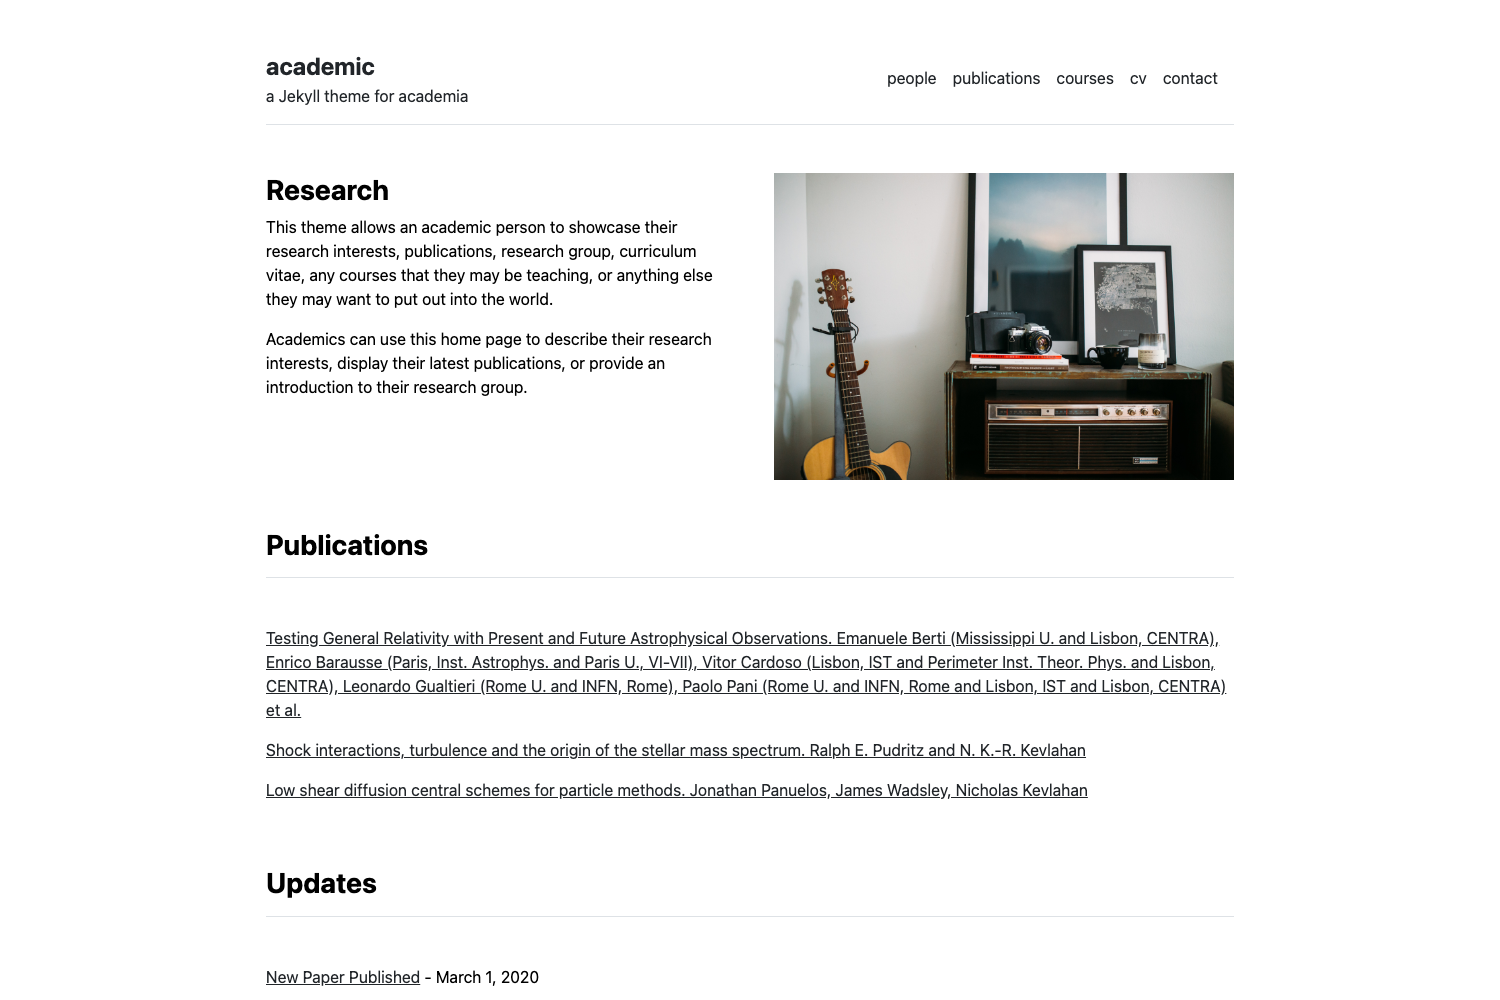 academic
a Jekyll theme for academia
people publications courses cv contact
Research
This theme allows an academic person to showcase their
research interests, publications, research group, curriculum
vitae, any courses that they may be teaching, or anything else
they may want to put out into the world.
Academics can use this home page to describe their research
interests, display their latest publications, or provide an
introduction to their research group.
Publications
Testing General Relativity with Present and Future Astrophysical Observations. Emanuele Berti (Mississippi U. and Lisbon, CENTRA),
Enrico Barausse (Paris, Inst. Astrophys. and Paris U., VI-VII), Vitor Cardoso (Lisbon, IST and Perimeter Inst. Theor. Phys. and Lisbon,
CENTRA), Leonardo Gualtieri (Rome U. and INFN, Rome), Paolo Pani (Rome U. and INFN, Rome and Lisbon, IST and Lisbon, CENTRA)
et al.
Shock interactions, turbulence and the origin of the stellar mass spectrum. Ralph E. Pudritz and N. K.-R. Kevlahan
Low shear diffusion central schemes for particle methods. Jonathan Panuelos, James Wadsley, Nicholas Kevlahan
Updates
New Paper Published - March 1, 2020